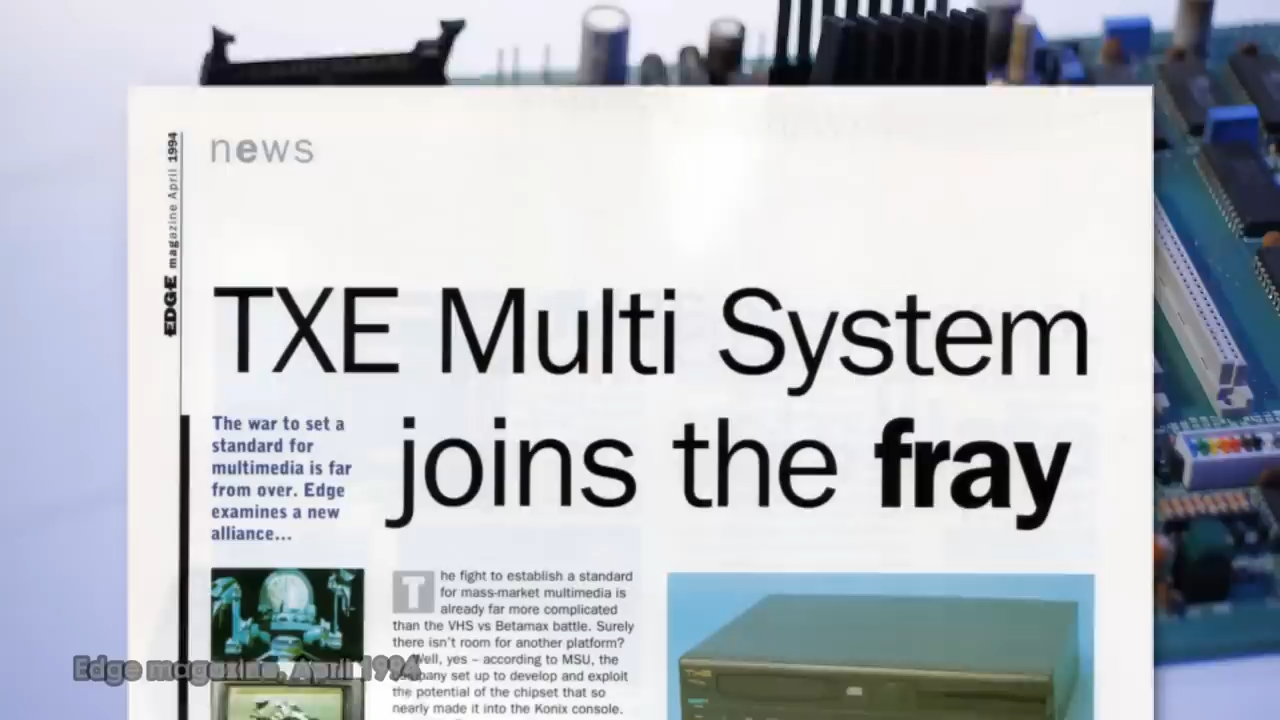 EDGE magazine April 1994
news
TXE Multi System
joins the fray
The war to set a
standard for
multimedia is far
from over. Edge
examines a new
alliance...
The fight to establish a standard
for mass-market multimedia is
already far more complicated
than the VHS vs Betamax battle. Surely
there isn't room for another platform?
Well, yes – according to MSU, the
company set up to develop and exploit
the potential of the chipset that so
nearly made it into the Konix console.
TXE
Edge magazine, April 1994